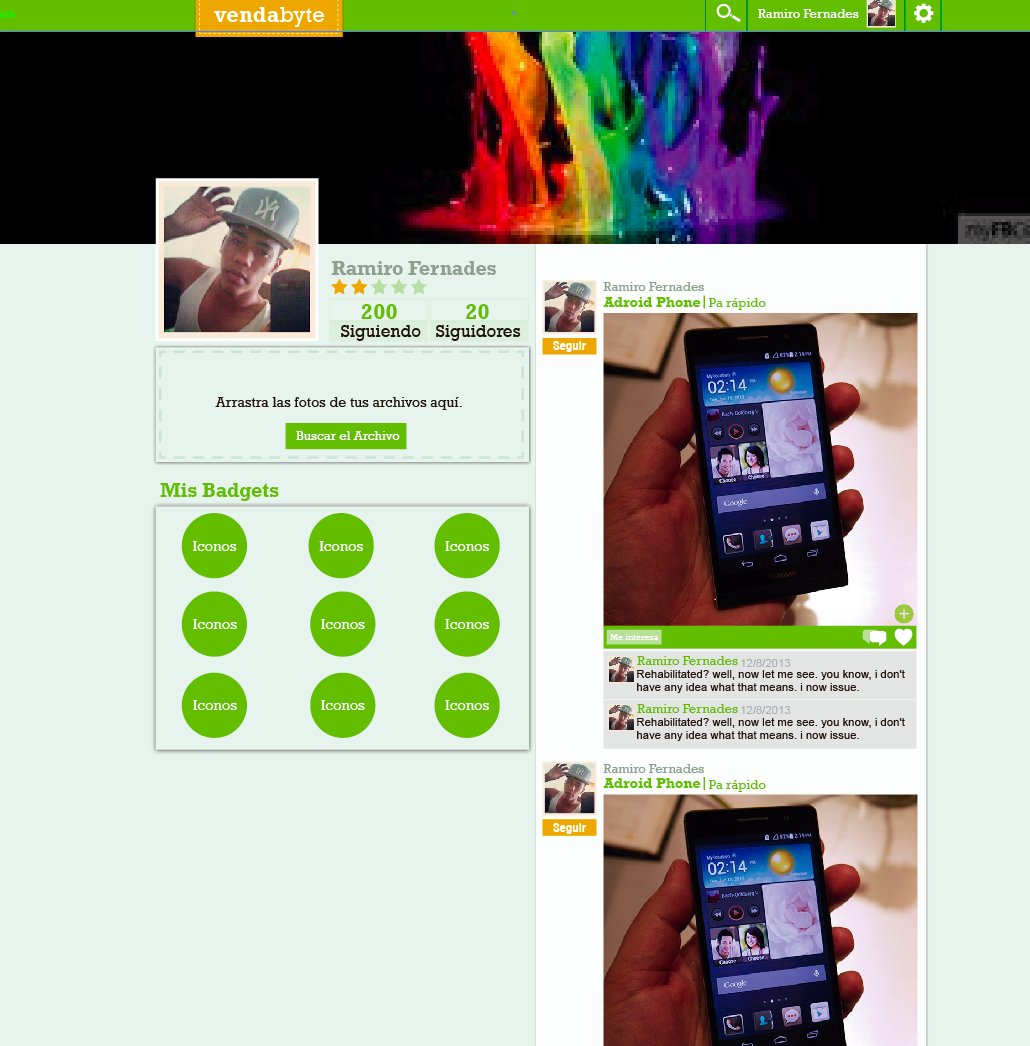 vendabyte
Ramiro Fernades
Ramiro Fernades
200
Siguiendo
20
Siguidores
Arrastra las fotos de tus archivos aquí.
Buscar el Archivo
Mis Badgets
Iconos Iconos Iconos
Iconos Iconos Iconos
Iconos Iconos Iconos
Ramiro Fernades
Adroid Phone | Pa rápido
Seguir
My location
02:14
Google
Me interesa
Ramiro Fernades 12/8/2013
Rehabilitated? well, now let me see. you know, i don't
have any idea what that means. i now issue.
Ramiro Fernades 12/8/2013
Rehabilitated? well, now let me see. you know, i don't
have any idea what that means. i now issue.
Ramiro Fernades
Adroid Phone | Pa rápido
Seguir
My location
02:14
Google